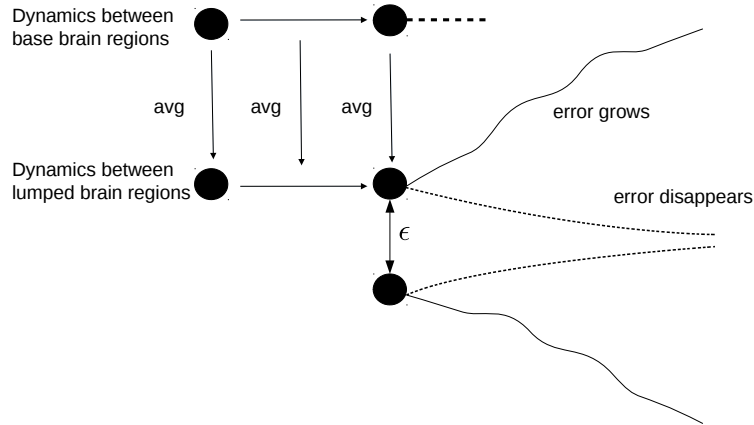 Dynamics between
base brain regions
avg
avg
avg
error grows
Dynamics between
lumped brain regions
error disappears
ϵ